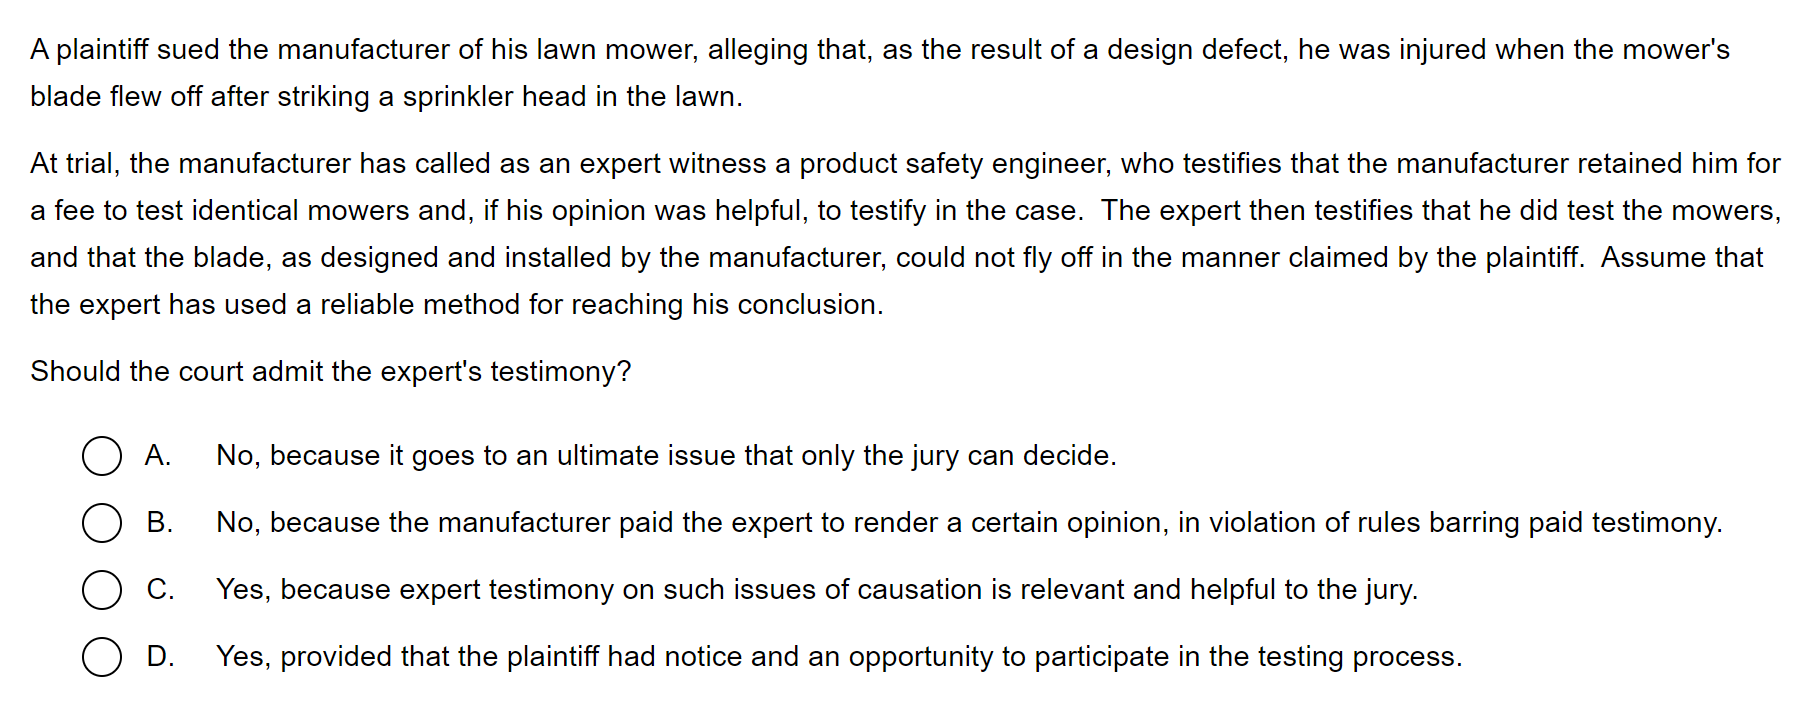 A plaintiff sued the manufacturer of his lawn mower, alleging that, as the result of a design defect, he was injured when the mower's
blade flew off after striking a sprinkler head in the lawn.
At trial, the manufacturer has called as an expert witness a product safety engineer, who testifies that the manufacturer retained him for
a fee to test identical mowers and, if his opinion was helpful, to testify in the case.  The expert then testifies that he did test the mowers,
and that the blade, as designed and installed by the manufacturer, could not fly off in the manner claimed by the plaintiff.  Assume that
the expert has used a reliable method for reaching his conclusion.
Should the court admit the expert's testimony?
A. No, because it goes to an ultimate issue that only the jury can decide.
B. No, because the manufacturer paid the expert to render a certain opinion, in violation of rules barring paid testimony.
C. Yes, because expert testimony on such issues of causation is relevant and helpful to the jury.
D. Yes, provided that the plaintiff had notice and an opportunity to participate in the testing process.